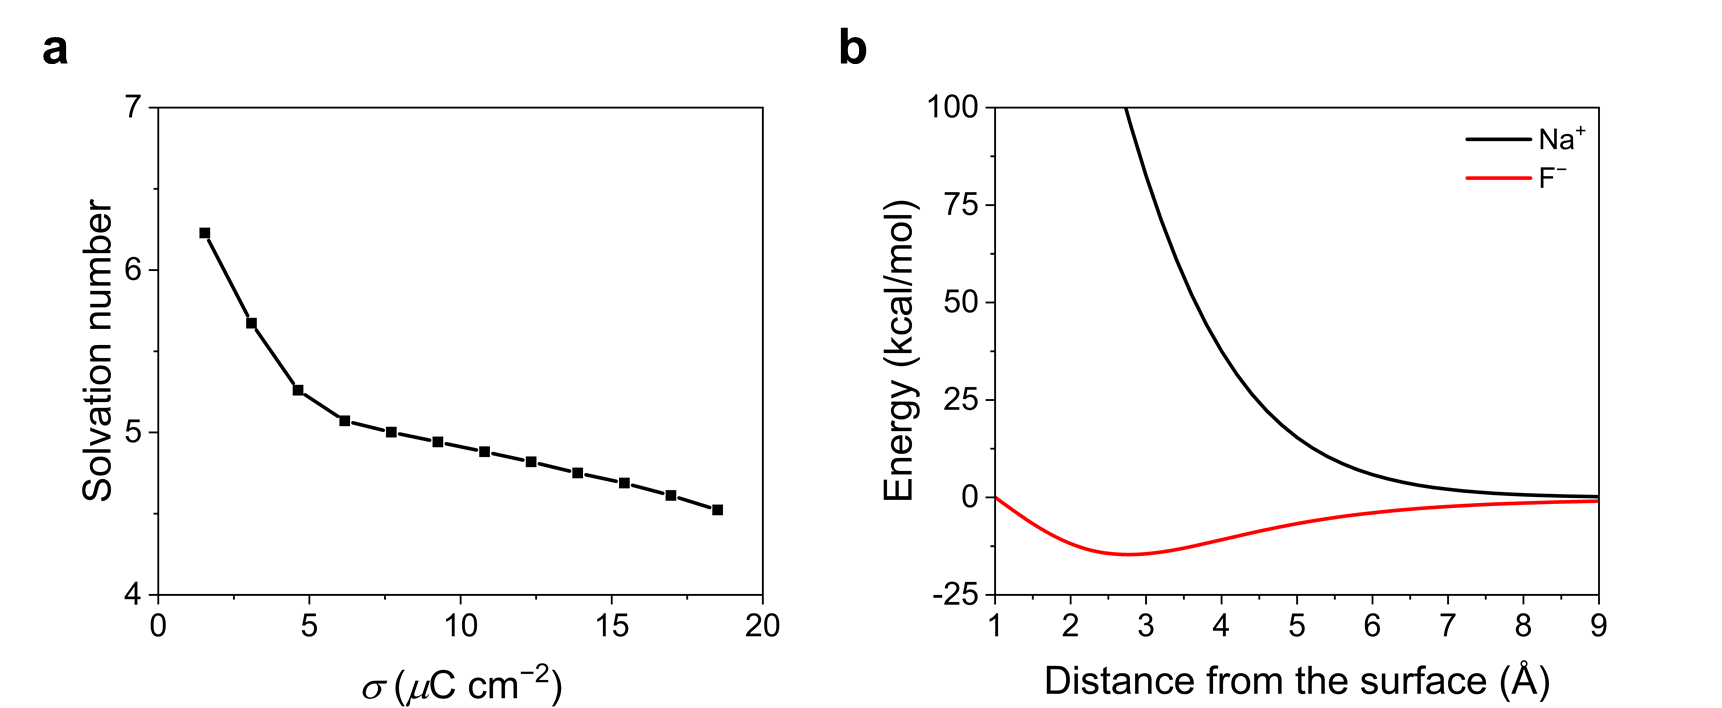 a
7
6
5
4
Solvation number
0 5 10 15 20
σ (μC cm⁻²)
b
100
75
50
25
0
-25
Energy (kcal/mol)
Na⁺
F⁻
1 2 3 4 5 6 7 8 9
Distance from the surface (Å)